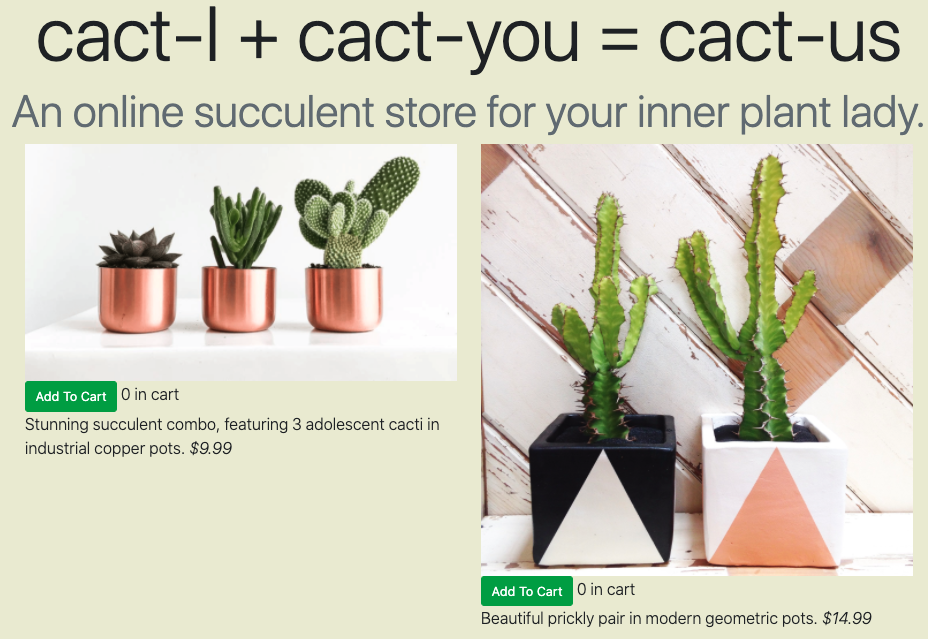 cact-I + cact-you = cact-us
An online succulent store for your inner plant lady.
Add To Cart 0 in cart
Stunning succulent combo, featuring 3 adolescent cacti in
industrial copper pots. $9.99
Add To Cart 0 in cart
Beautiful prickly pair in modern geometric pots. $14.99